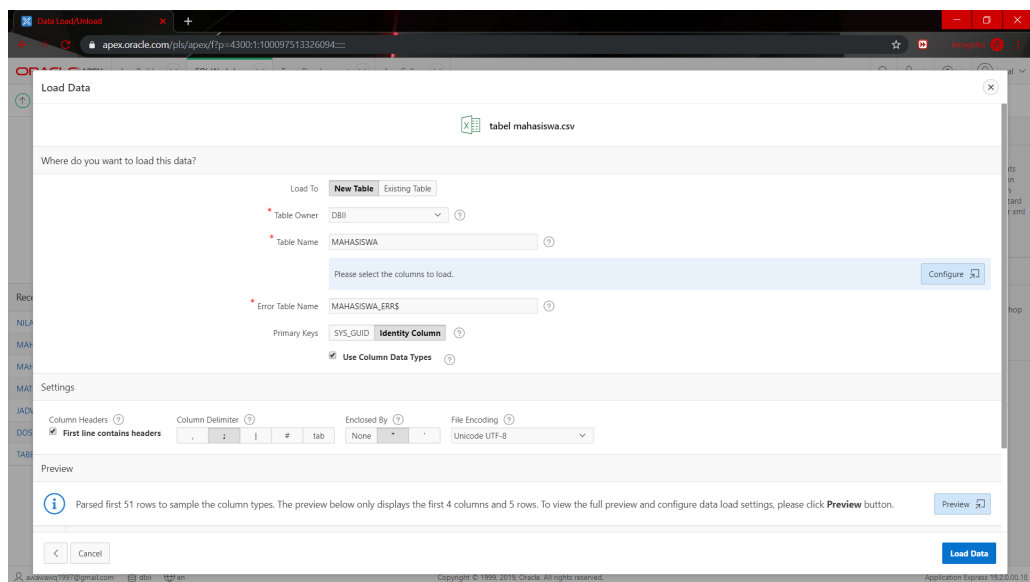 Data Load/Unload
apex.oracle.com/pls/apex/f?p=4300:1:100097513326094:::::
Load Data
tabel mahasiswa.csv
Where do you want to load this data?
Load To New Table Existing Table
* Table Owner DBII
* Table Name MAHASISWA
Please select the columns to load. Configure
* Error Table Name MAHASISWA_ERR$
Primary Keys SYS_GUID Identity Column
Use Column Data Types
Settings
Column Headers Column Delimiter Enclosed By File Encoding
First line contains headers , ; | # tab None " ' Unicode UTF-8
Preview
Parsed first 51 rows to sample the column types. The preview below only displays the first 4 columns and 5 rows. To view the full preview and configure data load settings, please click Preview button. Preview
< Cancel Load Data
awawawq1997@gmail.com dbii en Copyright © 1999, 2019, Oracle. All rights reserved. Application Express 19.2.0.00.18